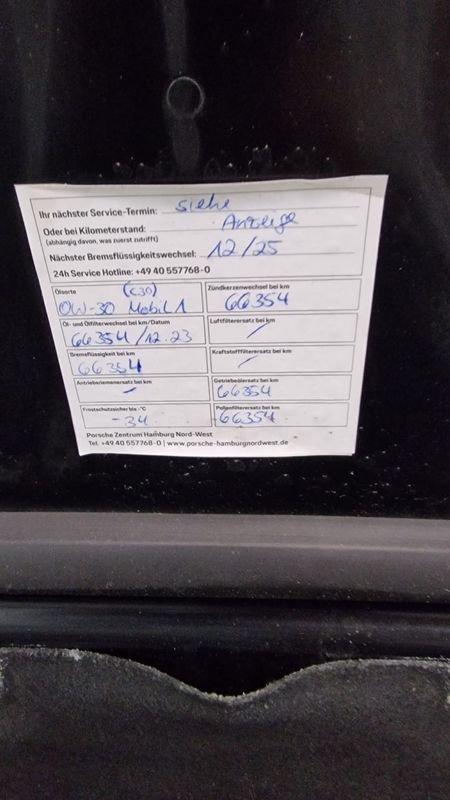 Ihr nächster Service-Termin: siehe
Oder bei Kilometerstand: Anzeige
(abhängig davon, was zuerst zutrifft)
Nächster Bremsflüssigkeitswechsel: 12/25
24h Service Hotline: +49 40 557768-0
Ölsorte (C30)
0W-30 Mobil 1
Zündkerzenwechsel bei km
66354
Öl- und Ölfilterwechsel bei km/Datum
66354/12.23
Luftfilterersatz bei km
/
Bremsflüssigkeit bei km
66354
Kraftstofffilterersatz bei km
/
Antriebsriemenersatz bei km
-
Getriebeölersatz bei km
66354
Frostschutzsicher bis -°C
-34
Pollenfilterersatz bei km
66354
Porsche Zentrum Hamburg Nord-West
Tel. +49 40 557768-0 | www.porsche-hamburgnordwest.de